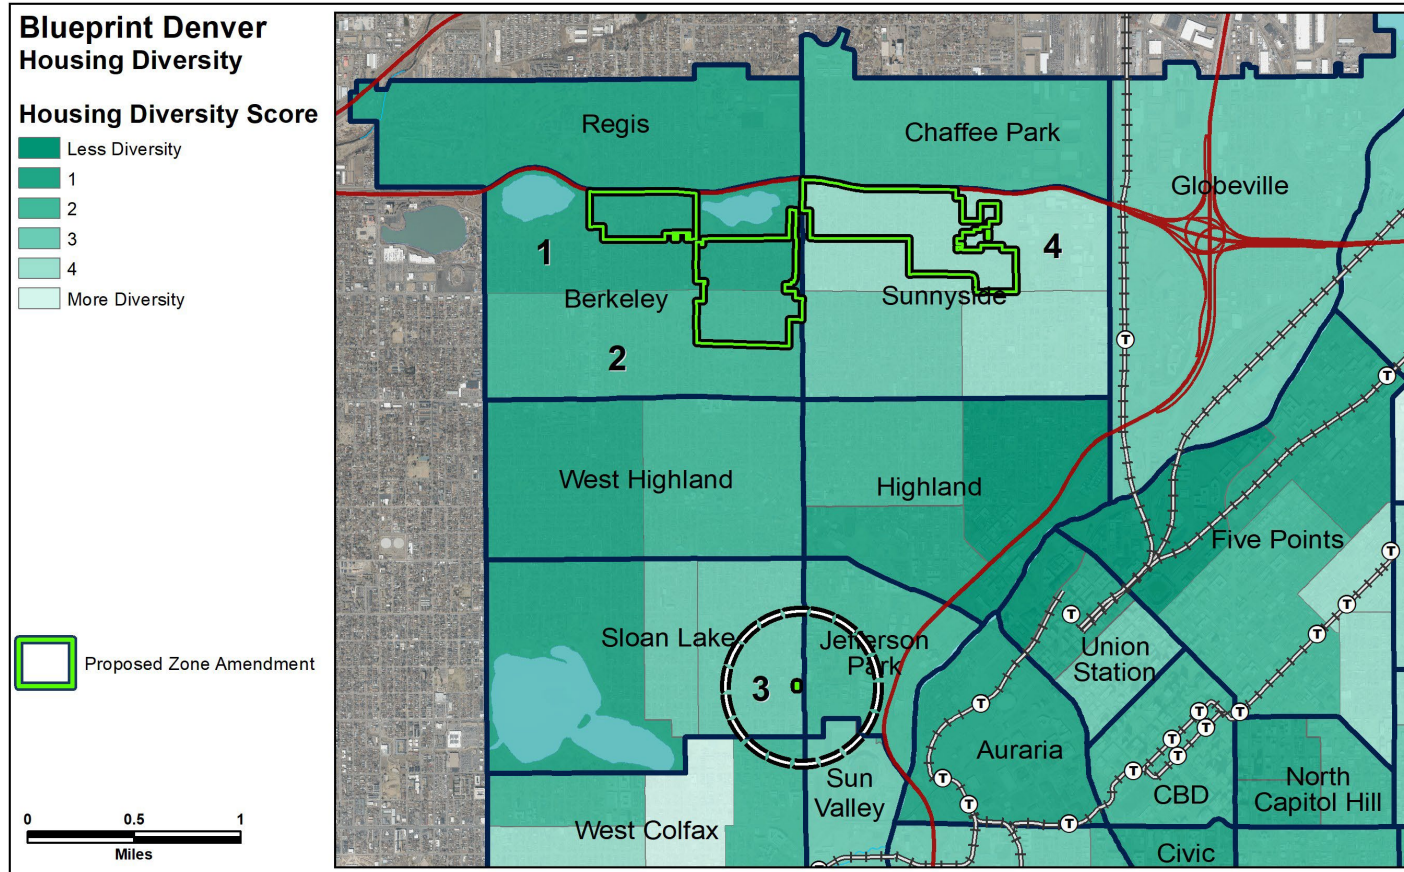 Blueprint Denver
Housing Diversity
Housing Diversity Score
Less Diversity
1
2
3
4
More Diversity
Proposed Zone Amendment
0 0.5 1
Miles
Regis
Chaffee Park
Globeville
1
4
Berkeley
Sunnyside
2
T
T
West Highland
Highland
Five Points
T
T
T
T
Sloan Lake
Jefferson
Park
Union
Station
3
T
T
T
T
T
T
T
T
T
T
T
Auraria
Sun
Valley
CBD
North
Capitol Hill
West Colfax
Civic
T